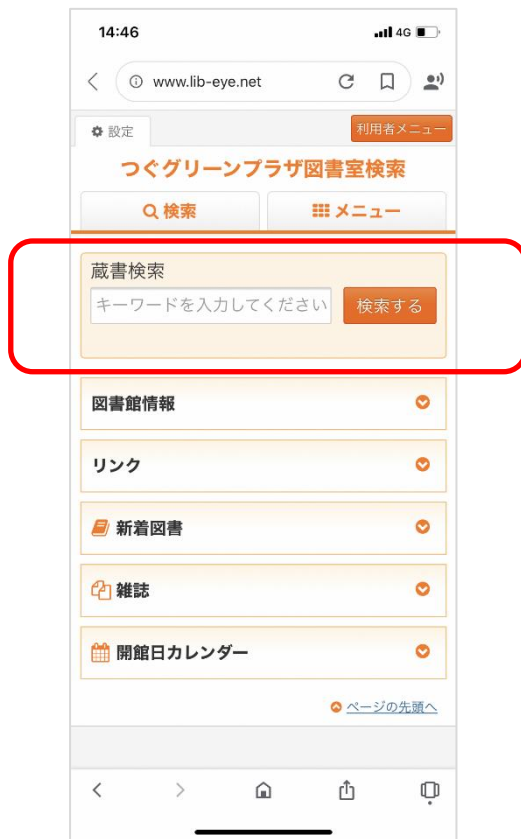 14:46
4G
www.lib-eye.net
設定
利用者メニュー
つぐグリーンプラザ図書室検索
検索
メニュー
蔵書検索
キーワードを入力してください
検索する
図書館情報
リンク
新着図書
雑誌
開館日カレンダー
ページの先頭へ